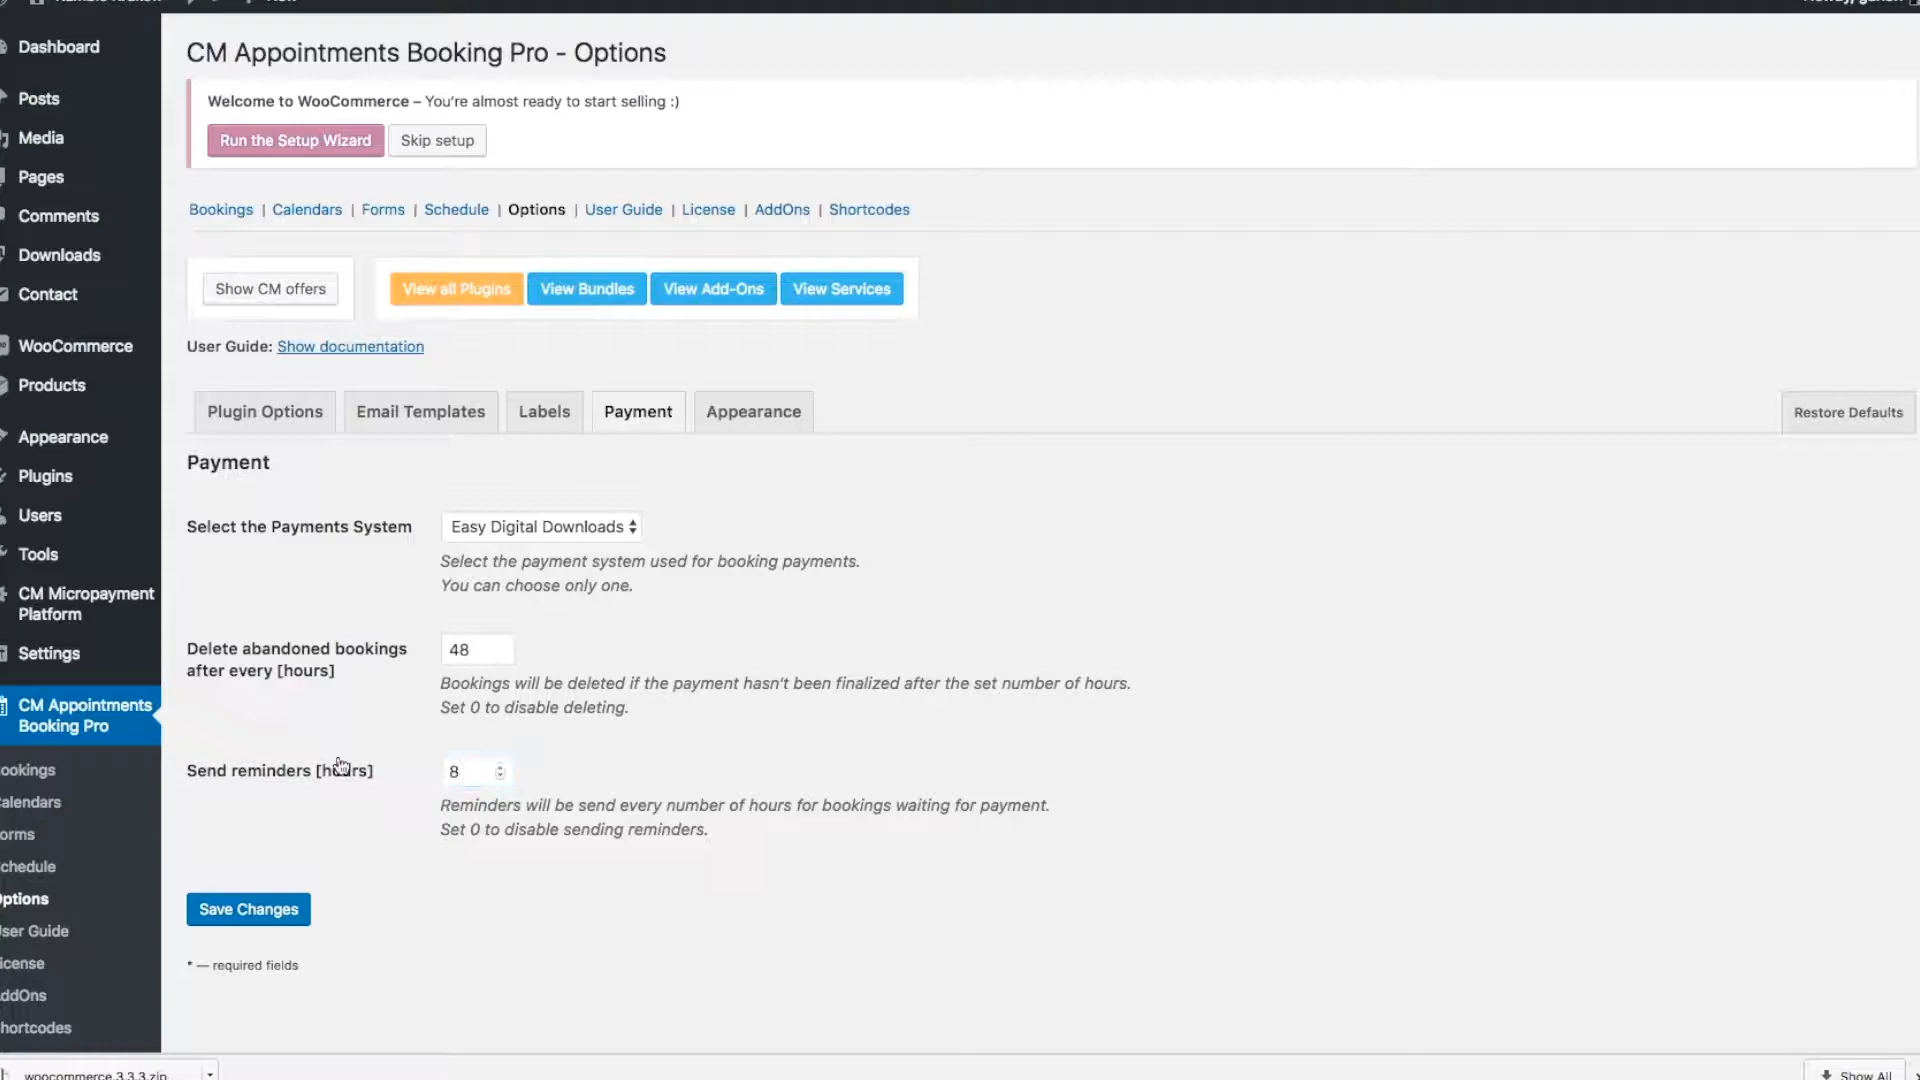 CM Appointments Booking Pro - Options
Welcome to WooCommerce – You're almost ready to start selling :)
Run the Setup Wizard
Skip setup
Bookings | Calendars | Forms | Schedule | Options | User Guide | License | AddOns | Shortcodes
Show CM offers
View all Plugins
View Bundles
View Add-Ons
View Services
User Guide: Show documentation
Plugin Options
Email Templates
Labels
Payment
Appearance
Restore Defaults
Payment
Select the Payments System
Easy Digital Downloads
Select the payment system used for booking payments.
You can choose only one.
Delete abandoned bookings
after every [hours]
48
Bookings will be deleted if the payment hasn't been finalized after the set number of hours.
Set 0 to disable deleting.
Send reminders [hours]
8
Reminders will be send every number of hours for bookings waiting for payment.
Set 0 to disable sending reminders.
Save Changes
* — required fields
Dashboard
Posts
Media
Pages
Comments
Downloads
Contact
WooCommerce
Products
Appearance
Plugins
Users
Tools
CM Micropayment
Platform
Settings
CM Appointments
Booking Pro
ookings
alendars
orms
chedule
ptions
ser Guide
icense
ddOns
hortcodes
woocommerce.3.3.3.zip
Show All